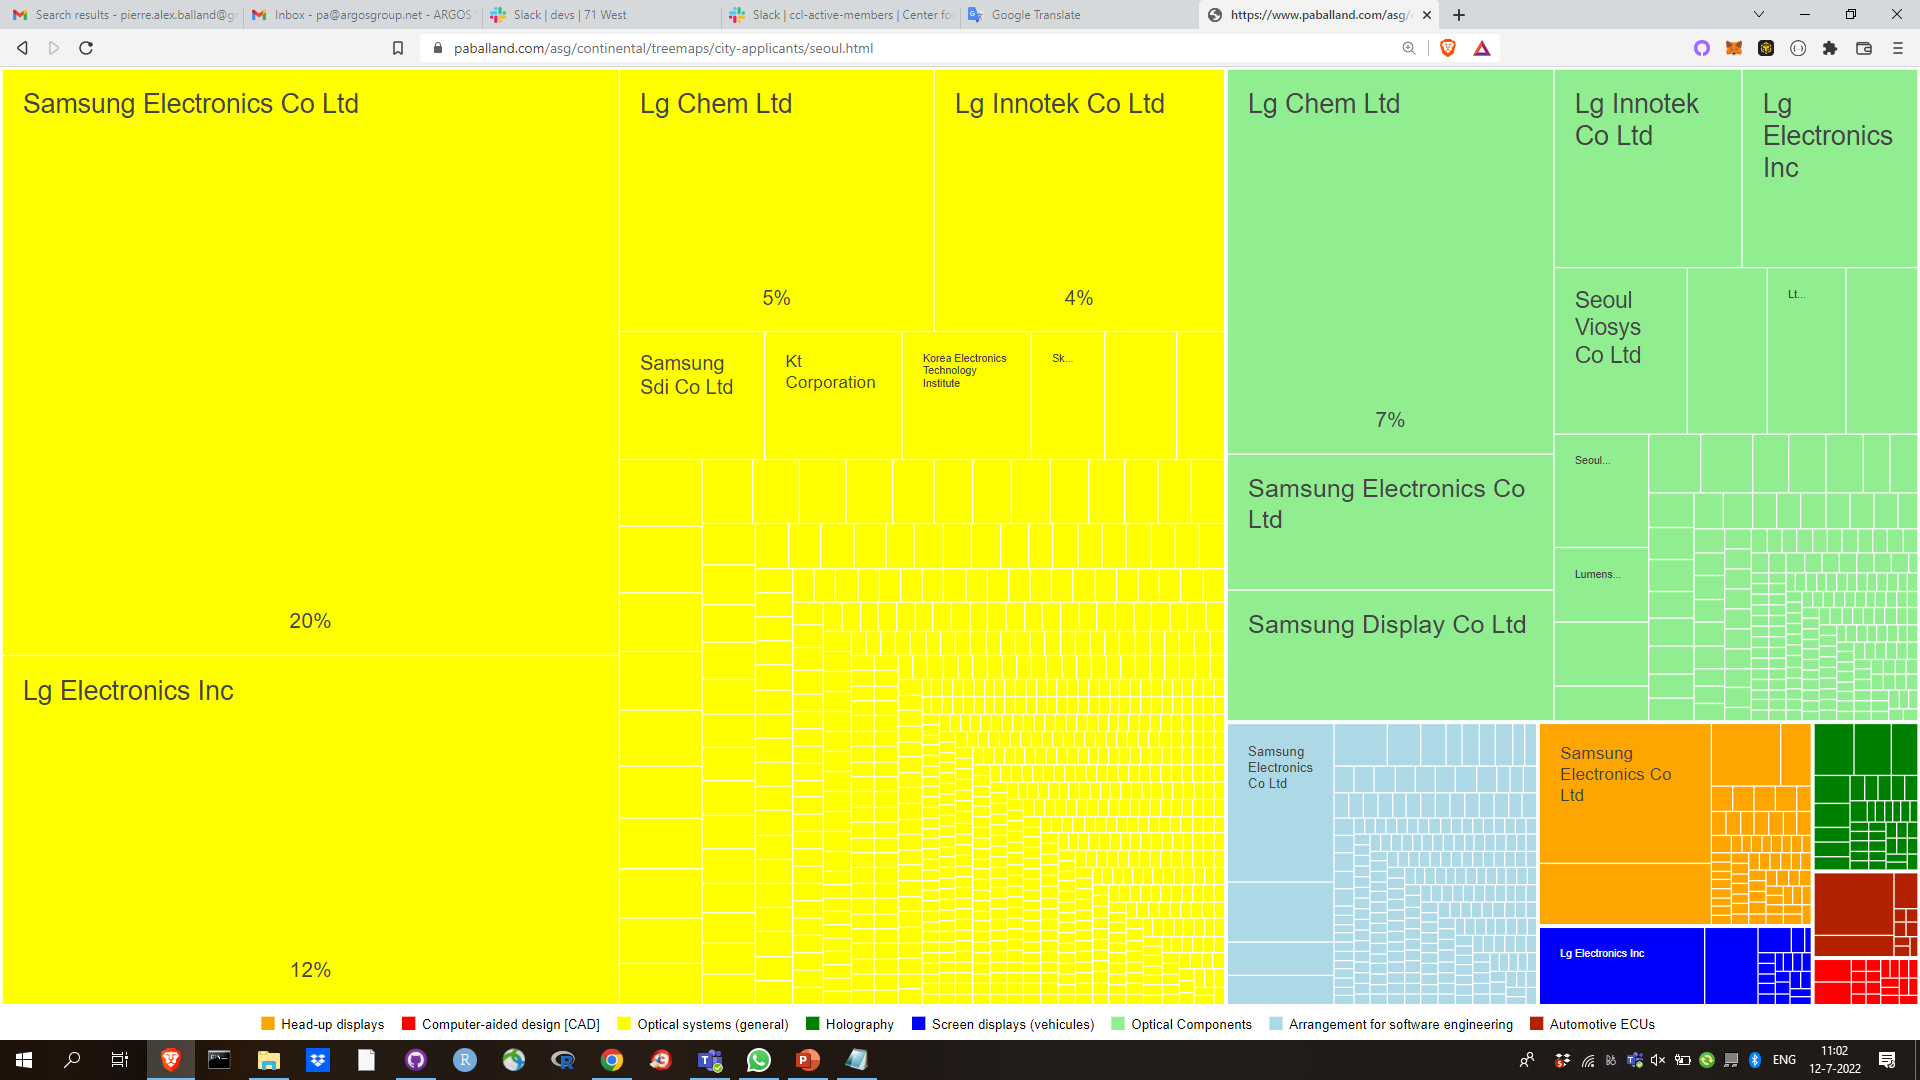 Search results - pierre.alex.balland@g
Inbox - pa@argosgroup.net - ARGOS
Slack | devs | 71 West
Slack | ccl-active-members | Center fo
Google Translate
https://www.paballand.com/asg/
paballand.com/asg/continental/treemaps/city-applicants/seoul.html
Samsung Electronics Co Ltd
20%
Lg Electronics Inc
12%
Lg Chem Ltd
5%
Lg Innotek Co Ltd
4%
Samsung
Sdi Co Ltd
Kt
Corporation
Korea Electronics
Technology
Institute
Sk...
Lg Chem Ltd
7%
Samsung Electronics Co
Ltd
Samsung Display Co Ltd
Lg Innotek
Co Ltd
Lg
Electronics
Inc
Seoul
Viosys
Co Ltd
Lt...
Seoul...
Lumens...
Samsung
Electronics
Co Ltd
Samsung
Electronics Co
Ltd
Lg Electronics Inc
Head-up displays
Computer-aided design [CAD]
Optical systems (general)
Holography
Screen displays (vehicules)
Optical Components
Arrangement for software engineering
Automotive ECUs
ENG
11:02
12-7-2022